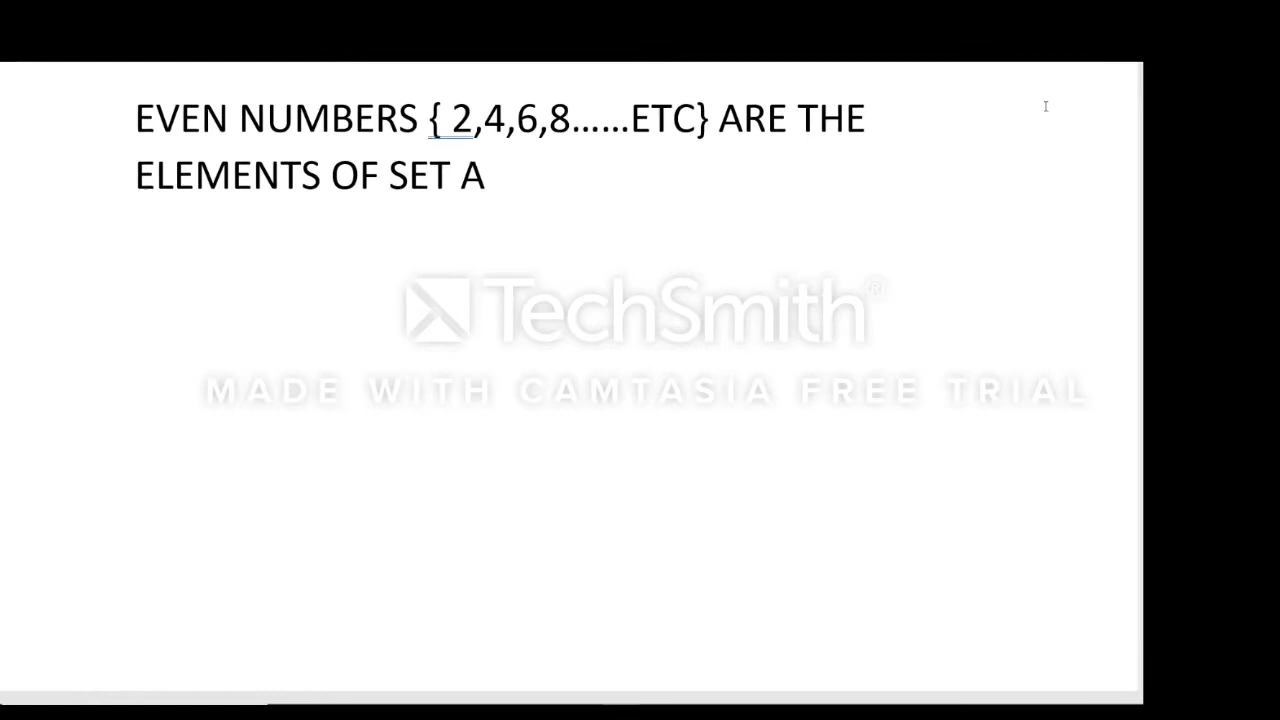 EVEN NUMBERS { 2,4,6,8......ETC} ARE THE
ELEMENTS OF SET A
TechSmith®
MADE WITH CAMTASIA FREE TRIAL